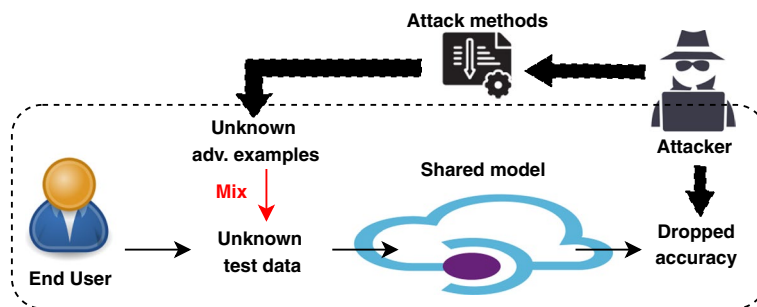 Attack methods
Unknown
adv. examples
Attacker
Shared model
Mix
Unknown
test data
Dropped
accuracy
End User